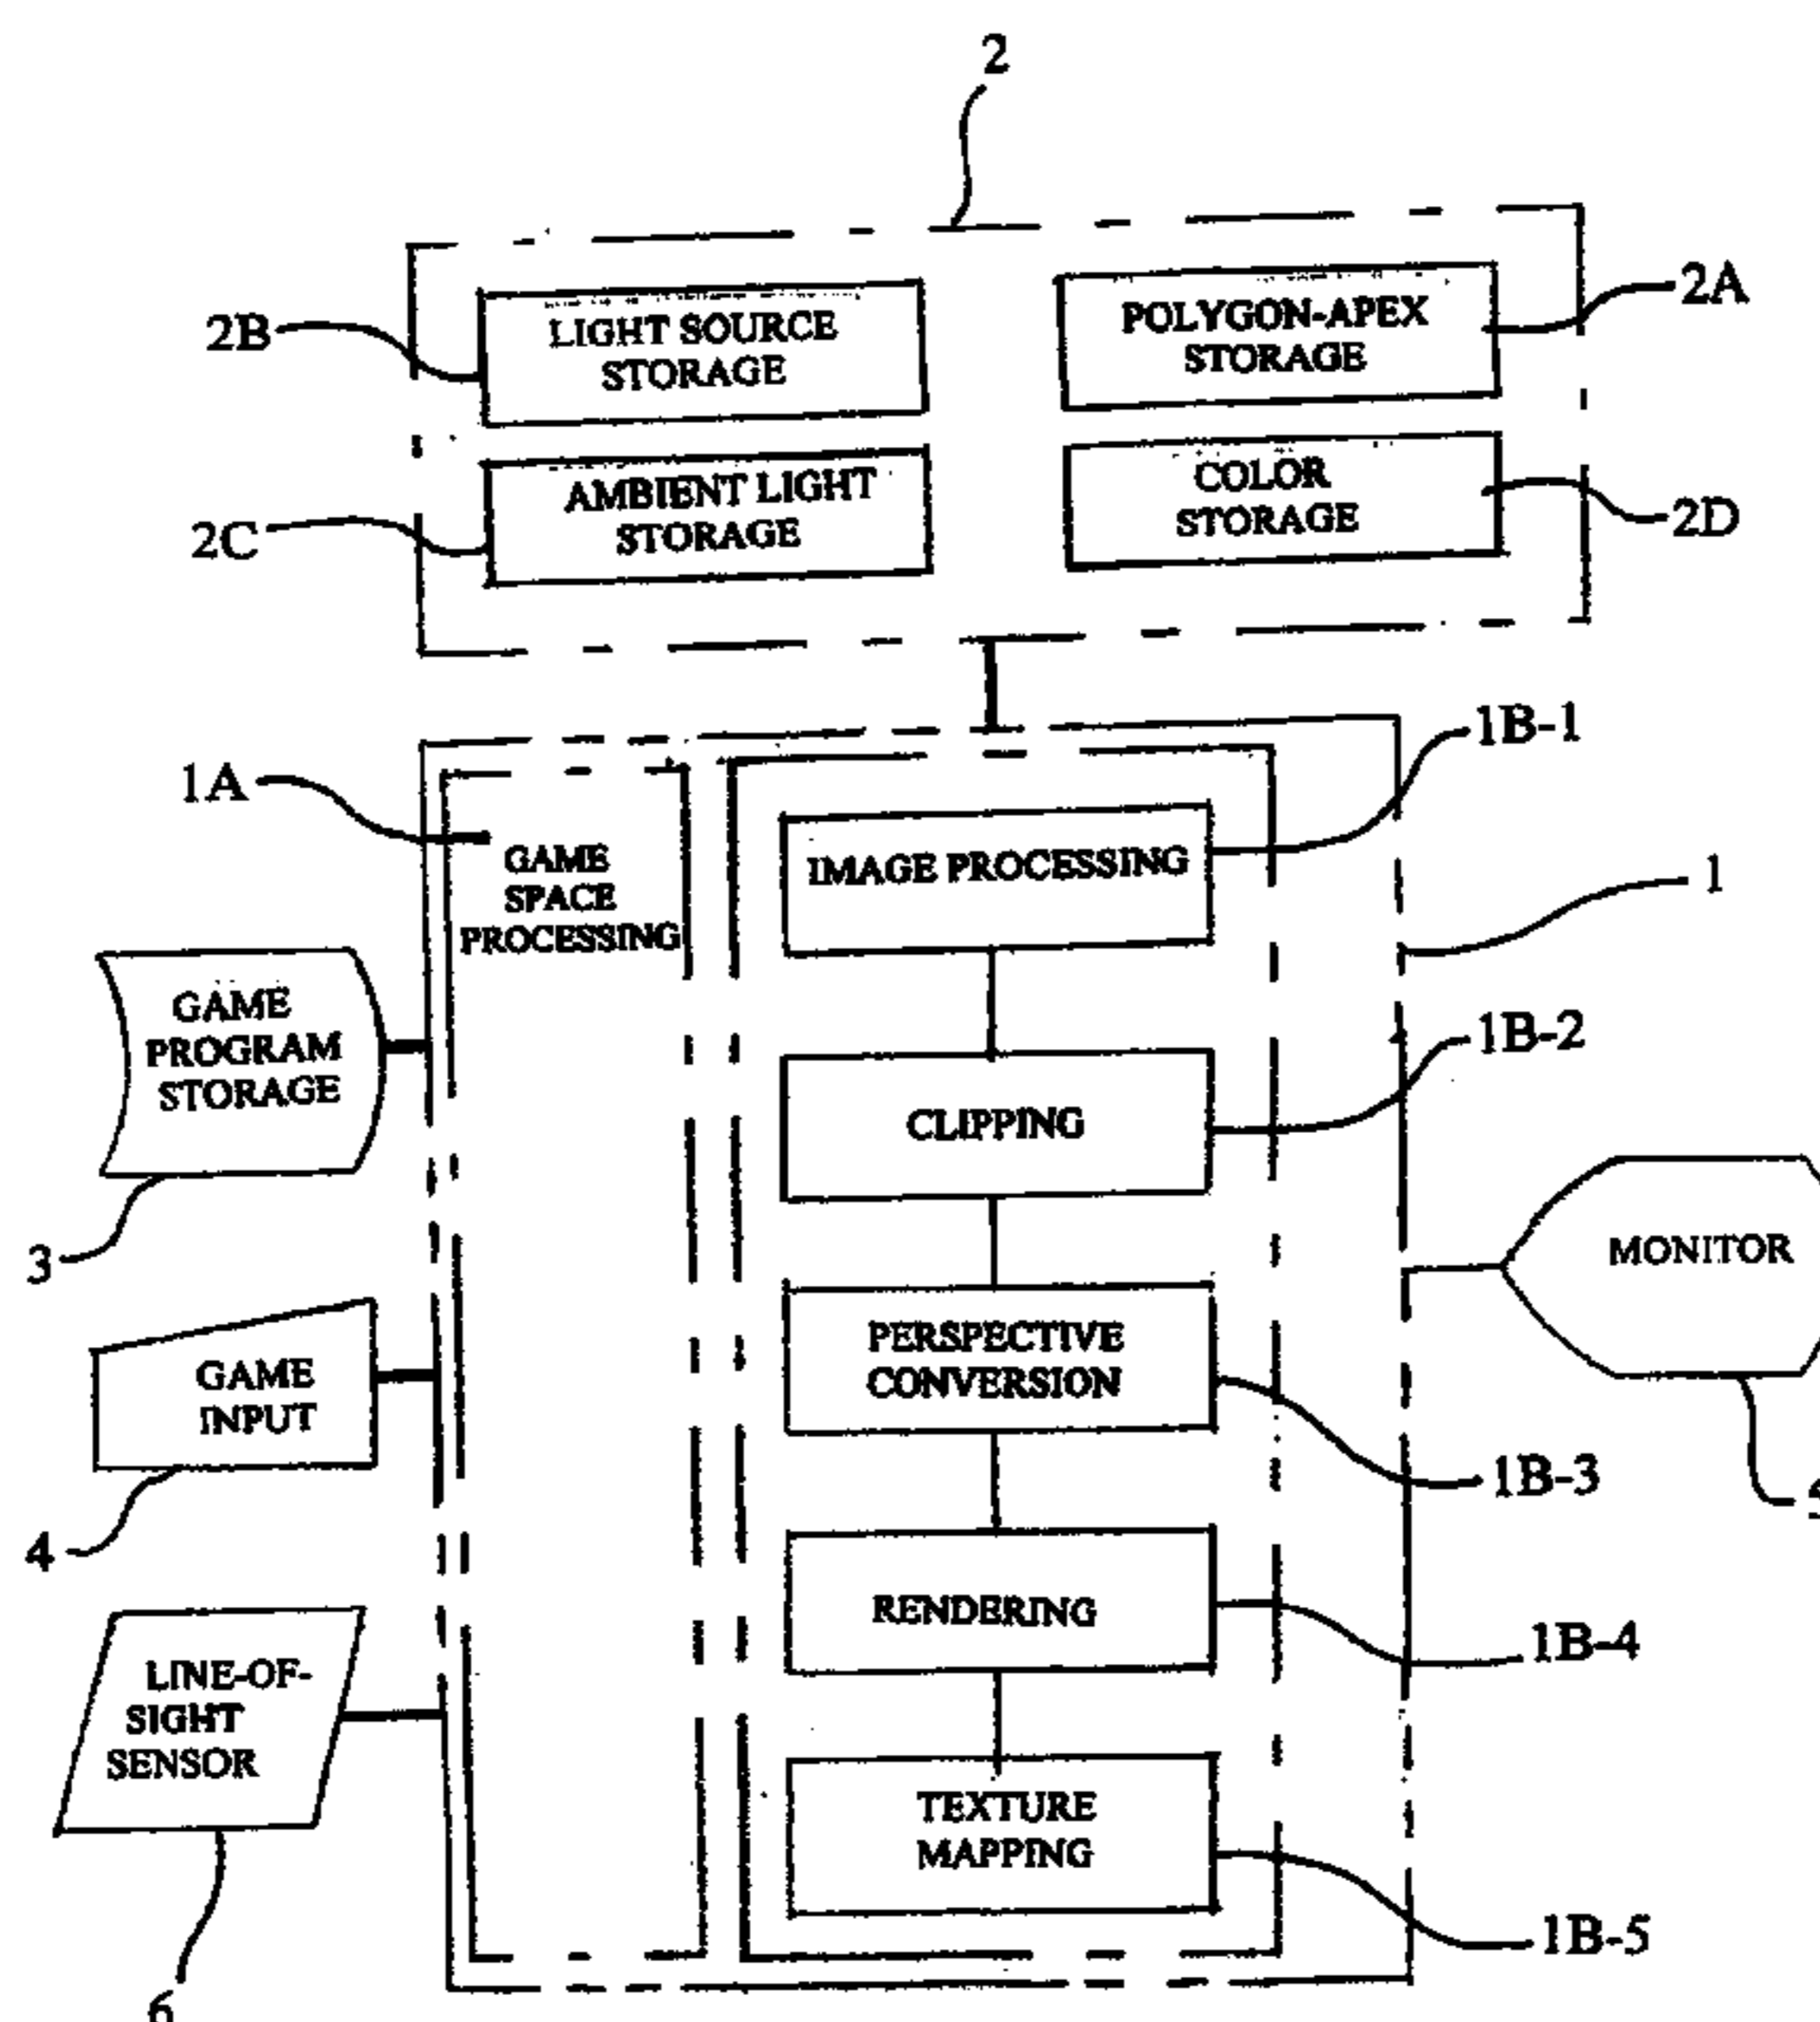 2
2B
LIGHT SOURCE
STORAGE
POLYGON-APEX
STORAGE
2A
2C
AMBIENT LIGHT
STORAGE
COLOR
STORAGE
2D
1A
GAME
SPACE
PROCESSING
IMAGE PROCESSING
1B-1
1
GAME
PROGRAM
STORAGE
3
CLIPPING
1B-2
MONITOR
5
GAME
INPUT
4
PERSPECTIVE
CONVERSION
1B-3
RENDERING
1B-4
LINE-OF-
SIGHT
SENSOR
6
TEXTURE
MAPPING
1B-5